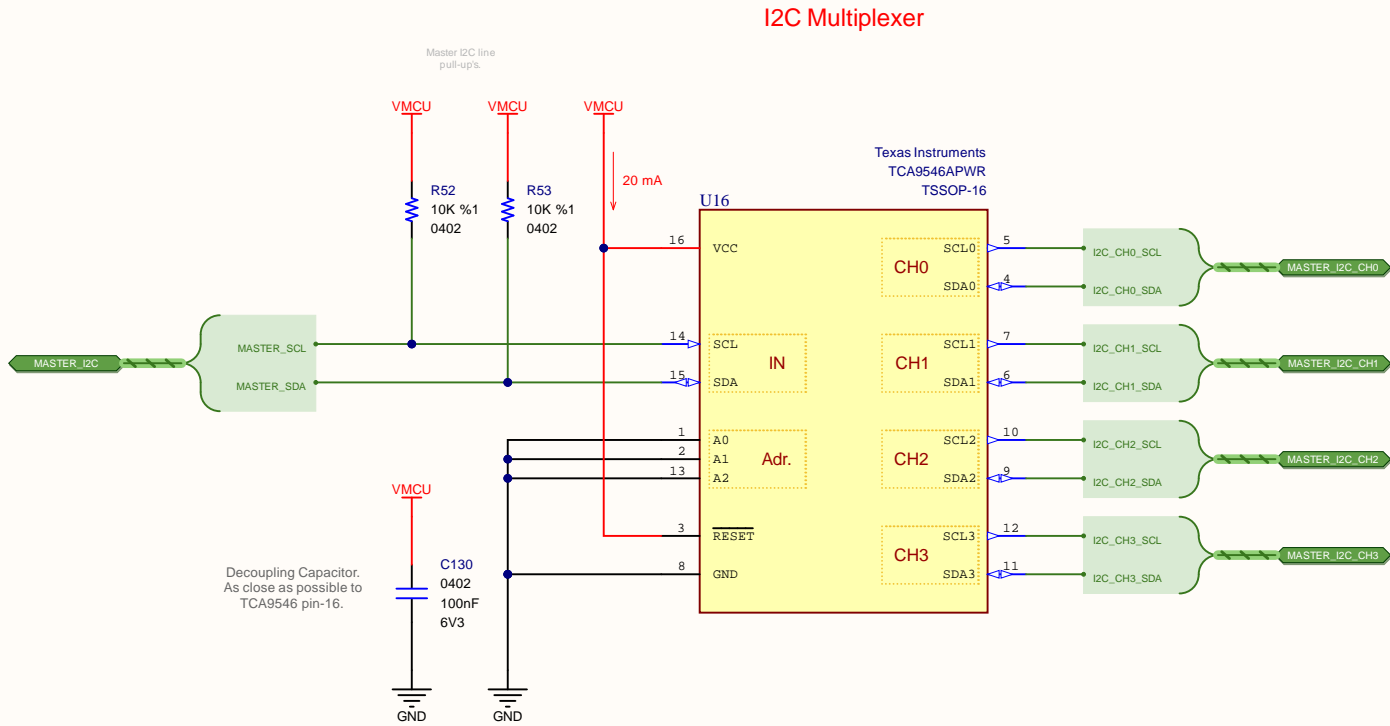 I2C Multiplexer
Master I2C line
pull-up's.
VMCU
VMCU
VMCU
20 mA
R52
10K %1
0402
R53
10K %1
0402
Texas Instruments
TCA9546APWR
TSSOP-16
U16
16
VCC
14
SCL
15
SDA
IN
1
A0
2
A1
13
A2
Adr.
3
RESET
8
GND
CH0
SCL0
5
SDA0
4
CH1
SCL1
7
SDA1
6
CH2
SCL2
10
SDA2
9
CH3
SCL3
12
SDA3
11
MASTER_I2C
MASTER_SCL
MASTER_SDA
I2C_CH0_SCL
I2C_CH0_SDA
MASTER_I2C_CH0
I2C_CH1_SCL
I2C_CH1_SDA
MASTER_I2C_CH1
I2C_CH2_SCL
I2C_CH2_SDA
MASTER_I2C_CH2
I2C_CH3_SCL
I2C_CH3_SDA
MASTER_I2C_CH3
VMCU
Decoupling Capacitor.
As close as possible to
TCA9546 pin-16.
C130
0402
100nF
6V3
GND
GND